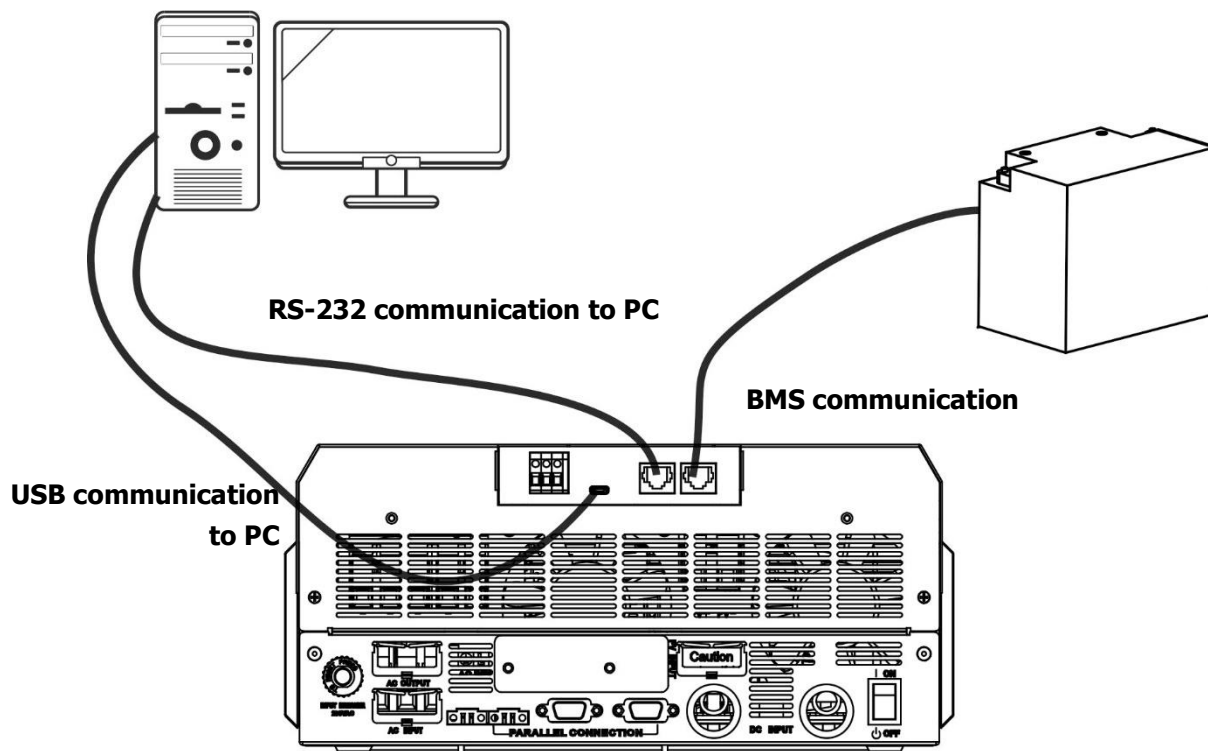 RS-232 communication to PC
BMS communication
USB communication
to PC
Caution
AC OUTPUT
AC INPUT
PARALLEL CONNECTION
DC INPUT
I ON
OFF